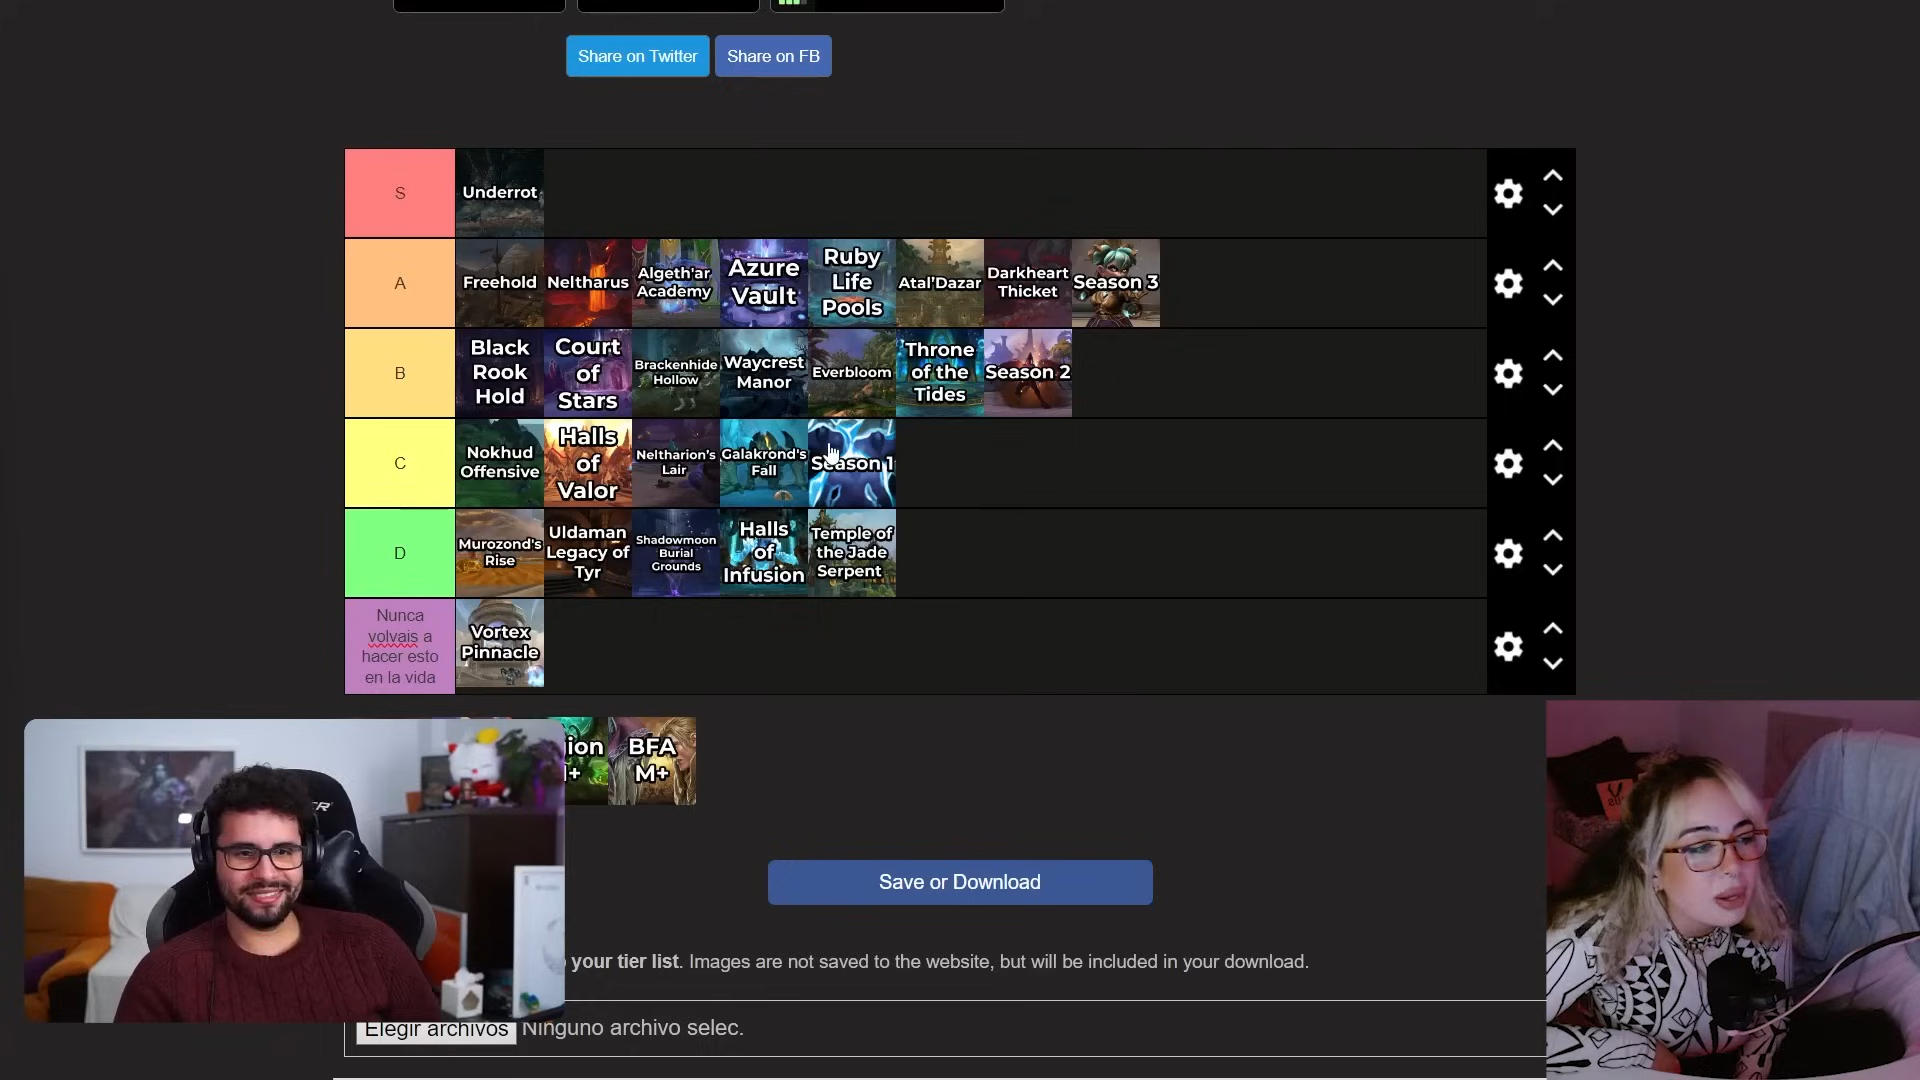 Share on Twitter Share on FB
S
Underrot
A
Freehold
Neltharus
Algeth'ar
Academy
Azure
Vault
Ruby
Life
Pools
Atal'Dazar
Darkheart
Thicket
Season 3
B
Black
Rook
Hold
Court
of
Stars
Brackenhide
Hollow
Waycrest
Manor
Everbloom
Throne
of the
Tides
Season 2
C
Nokhud
Offensive
Halls
of
Valor
Neltharion's
Lair
Galakrond's
Fall
Season 1
D
Murozond's
Rise
Uldaman
Legacy of
Tyr
Shadowmoon
Burial
Grounds
Halls
of
Infusion
Temple of
the Jade
Serpent
Nunca
volvais a
hacer esto
en la vida
Vortex
Pinnacle
ion
BFA
M+
Save or Download
your tier list. Images are not saved to the website, but will be included in your download.
Elegir archivos Ninguno archivo selec.